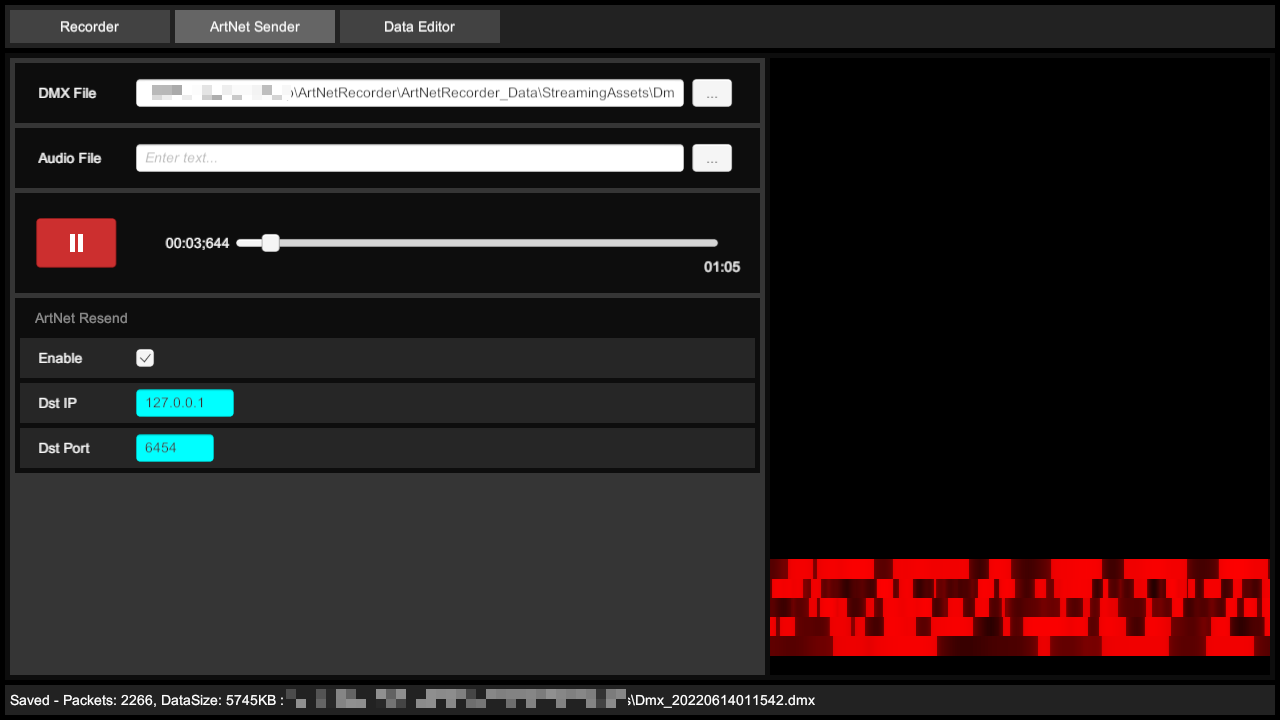 Recorder ArtNet Sender Data Editor
DMX File \ArtNetRecorder\ArtNetRecorder_Data\StreamingAssets\Dm ...
Audio File Enter text... ...
00:03;644
01:05
ArtNet Resend
Enable
Dst IP 127.0.0.1
Dst Port 6454
Saved - Packets: 2266, DataSize: 5745KB : s\Dmx_20220614011542.dmx